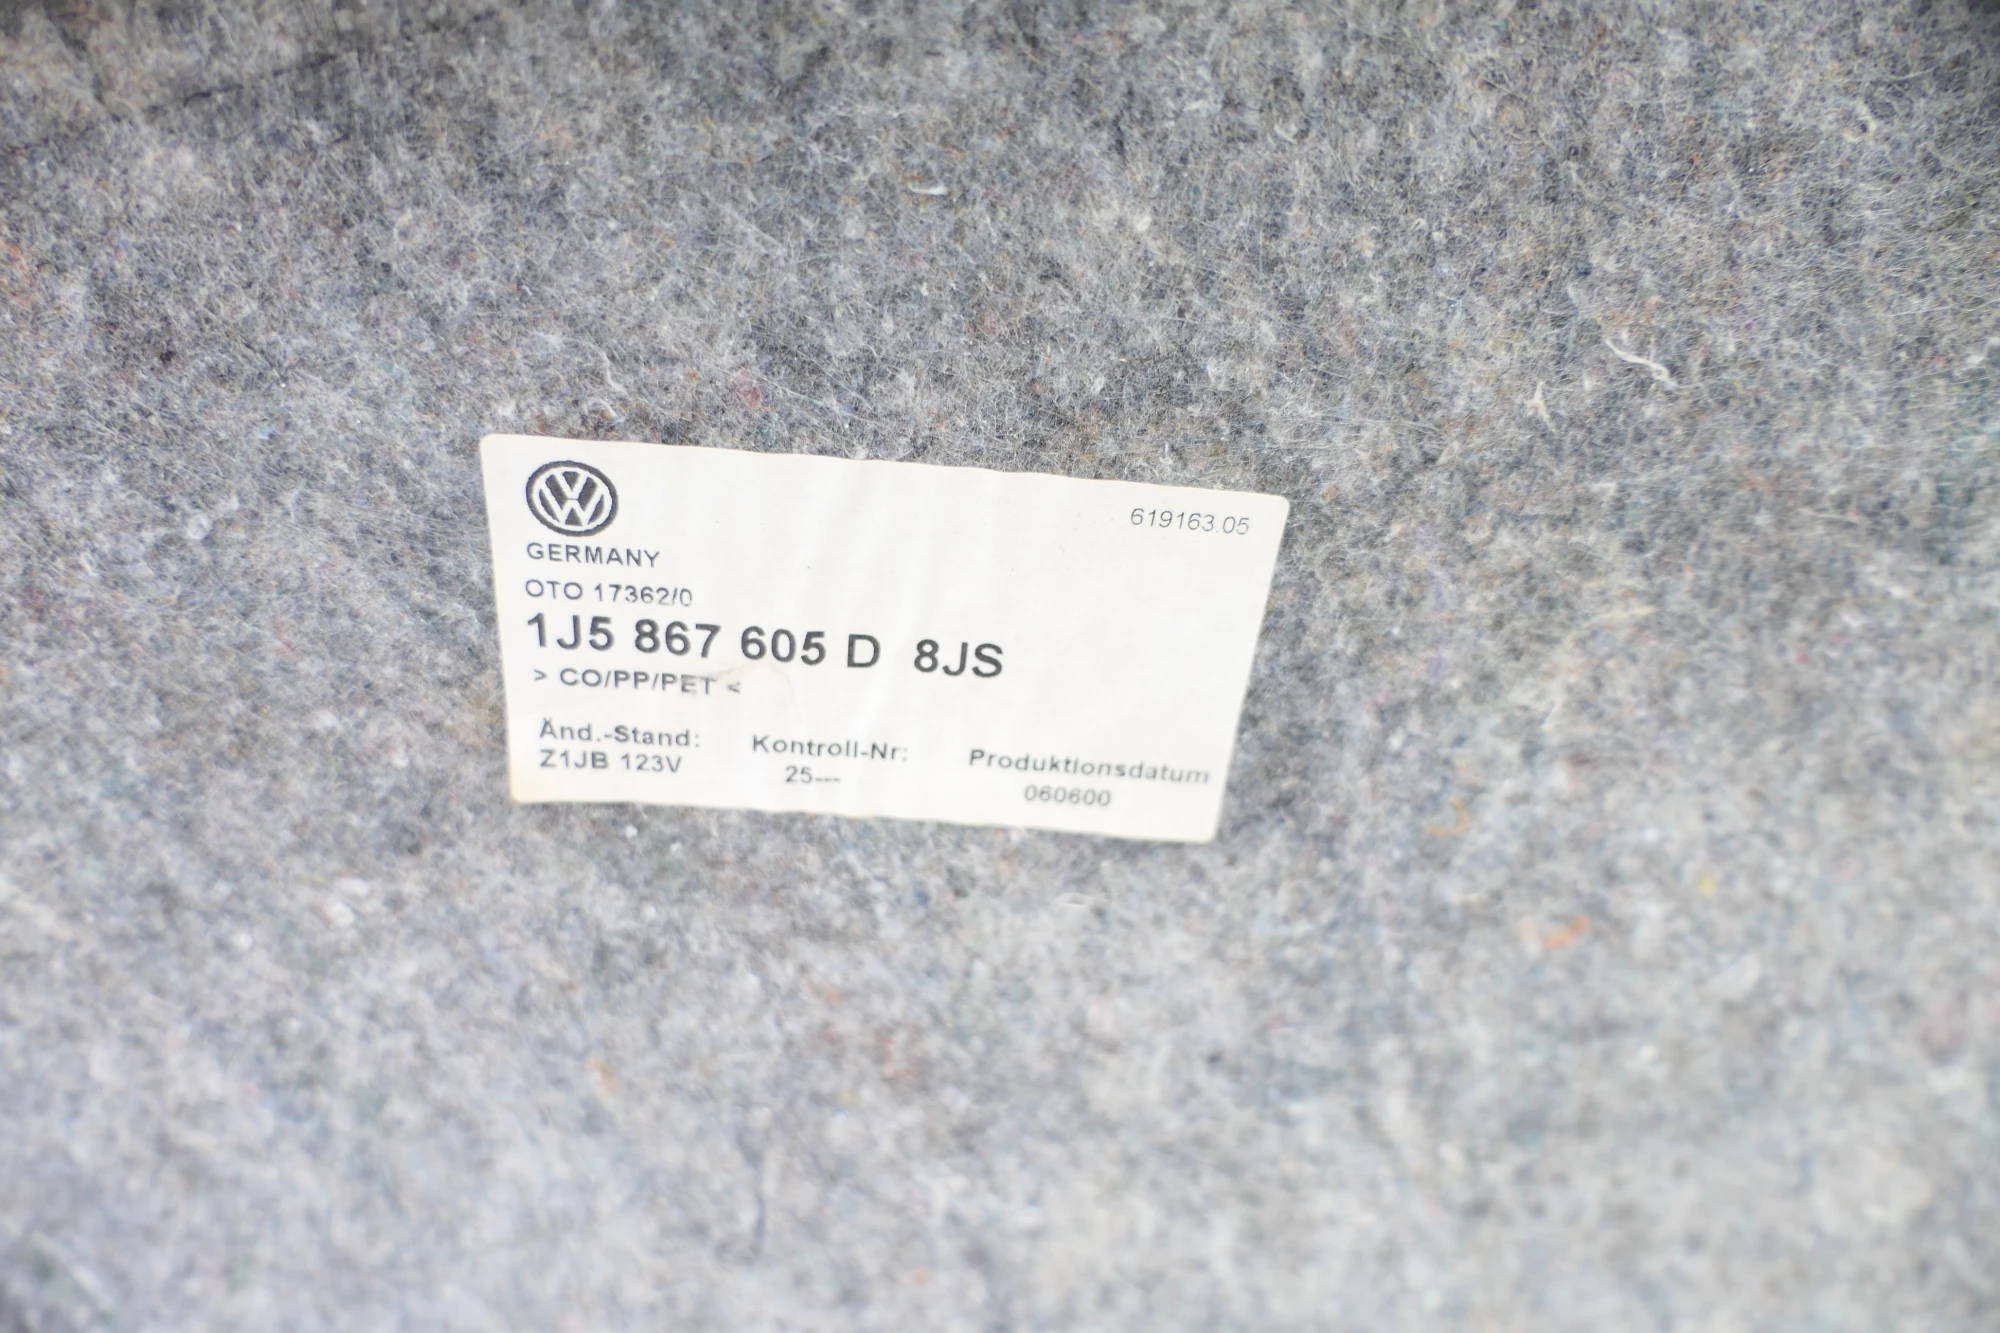 619163.05
GERMANY
OTO 17362/0
1J5 867 605 D 8JS
> CO/PP/PET <
Änd.-Stand: Kontroll-Nr: Produktionsdatum
Z1JB 123V 25--- 060600